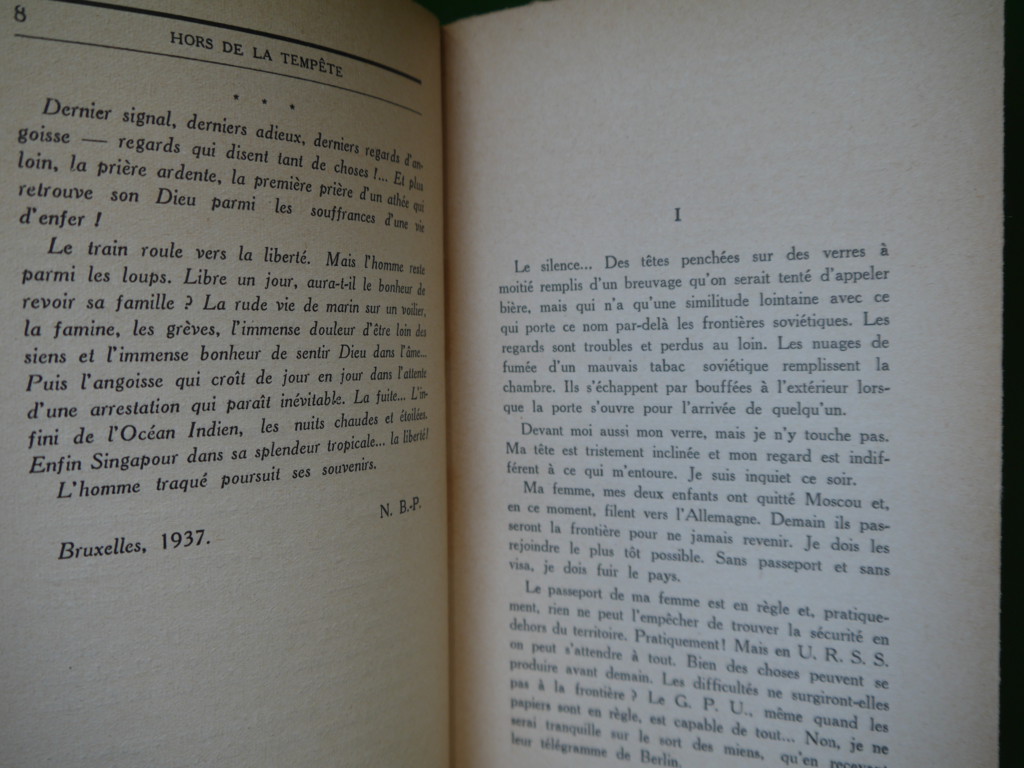 8
HORS DE LA TEMPÊTE
* * *
Dernier signal, derniers adieux, derniers regards d'an-
goisse — regards qui disent tant de choses !... Et plus
loin, la prière ardente, la première prière d'un athée qui
retrouve son Dieu parmi les souffrances d'une vie
d'enfer !
Le train roule vers la liberté. Mais l'homme reste
parmi les loups. Libre un jour, aura-t-il le bonheur de
revoir sa famille ? La rude vie de marin sur un voilier,
la famine, les grèves, l'immense douleur d'être loin des
siens et l'immense bonheur de sentir Dieu dans l'âme...
Puis l'angoisse qui croît de jour en jour dans l'attente
d'une arrestation qui paraît inévitable. La fuite... L'in-
fini de l'Océan Indien, les nuits chaudes et étoilées.
Enfin Singapour dans sa splendeur tropicale... la liberté!
L'homme traqué poursuit ses souvenirs.
N. B.-P.
Bruxelles, 1937.
I
Le silence... Des têtes penchées sur des verres à
moitié remplis d'un breuvage qu'on serait tenté d'appeler
bière, mais qui n'a qu'une similitude lointaine avec ce
qui porte ce nom par-delà les frontières soviétiques. Les
regards sont troubles et perdus au loin. Les nuages de
fumée d'un mauvais tabac soviétique remplissent la
chambre. Ils s'échappent par bouffées à l'extérieur lors-
que la porte s'ouvre pour l'arrivée de quelqu'un.
Devant moi aussi mon verre, mais je n'y touche pas.
Ma tête est tristement inclinée et mon regard est indif-
férent à ce qui m'entoure. Je suis inquiet ce soir.
Ma femme, mes deux enfants ont quitté Moscou et,
en ce moment, filent vers l'Allemagne. Demain ils pas-
seront la frontière pour ne jamais revenir. Je dois les
rejoindre le plus tôt possible. Sans passeport et sans
visa, je dois fuir le pays.
Le passeport de ma femme est en règle et, pratique-
ment, rien ne peut l'empêcher de trouver la sécurité en
dehors du territoire. Pratiquement! Mais en U. R. S. S.
on peut s'attendre à tout. Bien des choses peuvent se
produire avant demain. Les difficultés ne surgiront-elles
pas à la frontière ? Le G. P. U., même quand les
papiers sont en règle, est capable de tout... Non, je ne
serai tranquille sur le sort des miens, qu'en recevant
leur télégramme de Berlin.